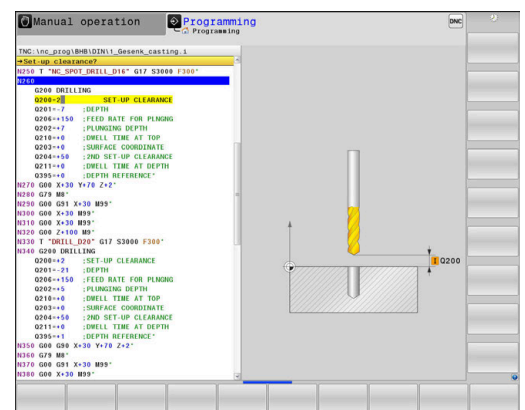 Manual operation
Programming
Programming
DNC
TNC:\nc_prog\BHB\DIN\1_Gesenk_casting.i
→Set-up clearance?
N250 T "NC_SPOT_DRILL_D16" G17 S3000 F300*
N260
G200 DRILLING
Q200=2 SET-UP CLEARANCE
Q201=-7 ;DEPTH
Q206=+150 ;FEED RATE FOR PLNGNG
Q202=+7 ;PLUNGING DEPTH
Q210=+0 ;DWELL TIME AT TOP
Q203=+0 ;SURFACE COORDINATE
Q204=+50 ;2ND SET-UP CLEARANCE
Q211=+0 ;DWELL TIME AT DEPTH
Q395=+0 ;DEPTH REFERENCE*
N270 G00 X+30 Y+70 Z+2*
N280 G79 M8*
N290 G00 G91 X+30 M99*
N300 G00 X+30 M99*
N310 G00 X+30 M99*
N320 G00 Z+100 M9*
N330 T "DRILL_D20" G17 S3000 F300*
N340 G200 DRILLING
Q200=+2 ;SET-UP CLEARANCE
Q201=-21 ;DEPTH
Q206=+150 ;FEED RATE FOR PLNGNG
Q202=+5 ;PLUNGING DEPTH
Q210=+0 ;DWELL TIME AT TOP
Q203=+0 ;SURFACE COORDINATE
Q204=+50 ;2ND SET-UP CLEARANCE
Q211=+0 ;DWELL TIME AT DEPTH
Q395=+1 ;DEPTH REFERENCE*
N350 G00 G90 X+30 Y+70 Z+2*
N360 G79 M8*
N370 G00 G91 X+30 M99*
N380 G00 X+30 M99*
I Q200